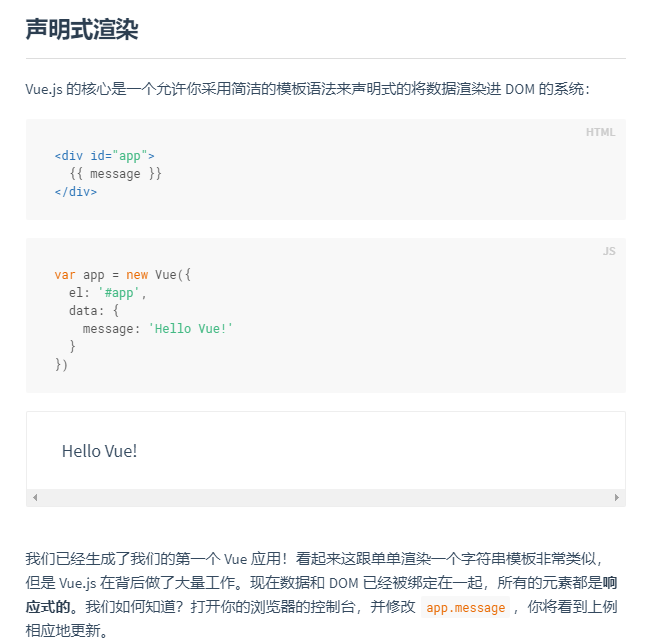 声明式渲染
Vue.js 的核心是一个允许你采用简洁的模板语法来声明式的将数据渲染进 DOM 的系统：
HTML
<div id="app">
  {{ message }}
</div>
JS
var app = new Vue({
  el: '#app',
  data: {
    message: 'Hello Vue!'
  }
})
Hello Vue!
我们已经生成了我们的第一个 Vue 应用！看起来这跟单单渲染一个字符串模板非常类似，
但是 Vue.js 在背后做了大量工作。现在数据和 DOM 已经被绑定在一起，所有的元素都是响
应式的。我们如何知道？打开你的浏览器的控制台，并修改 app.message ，你将看到上例
相应地更新。